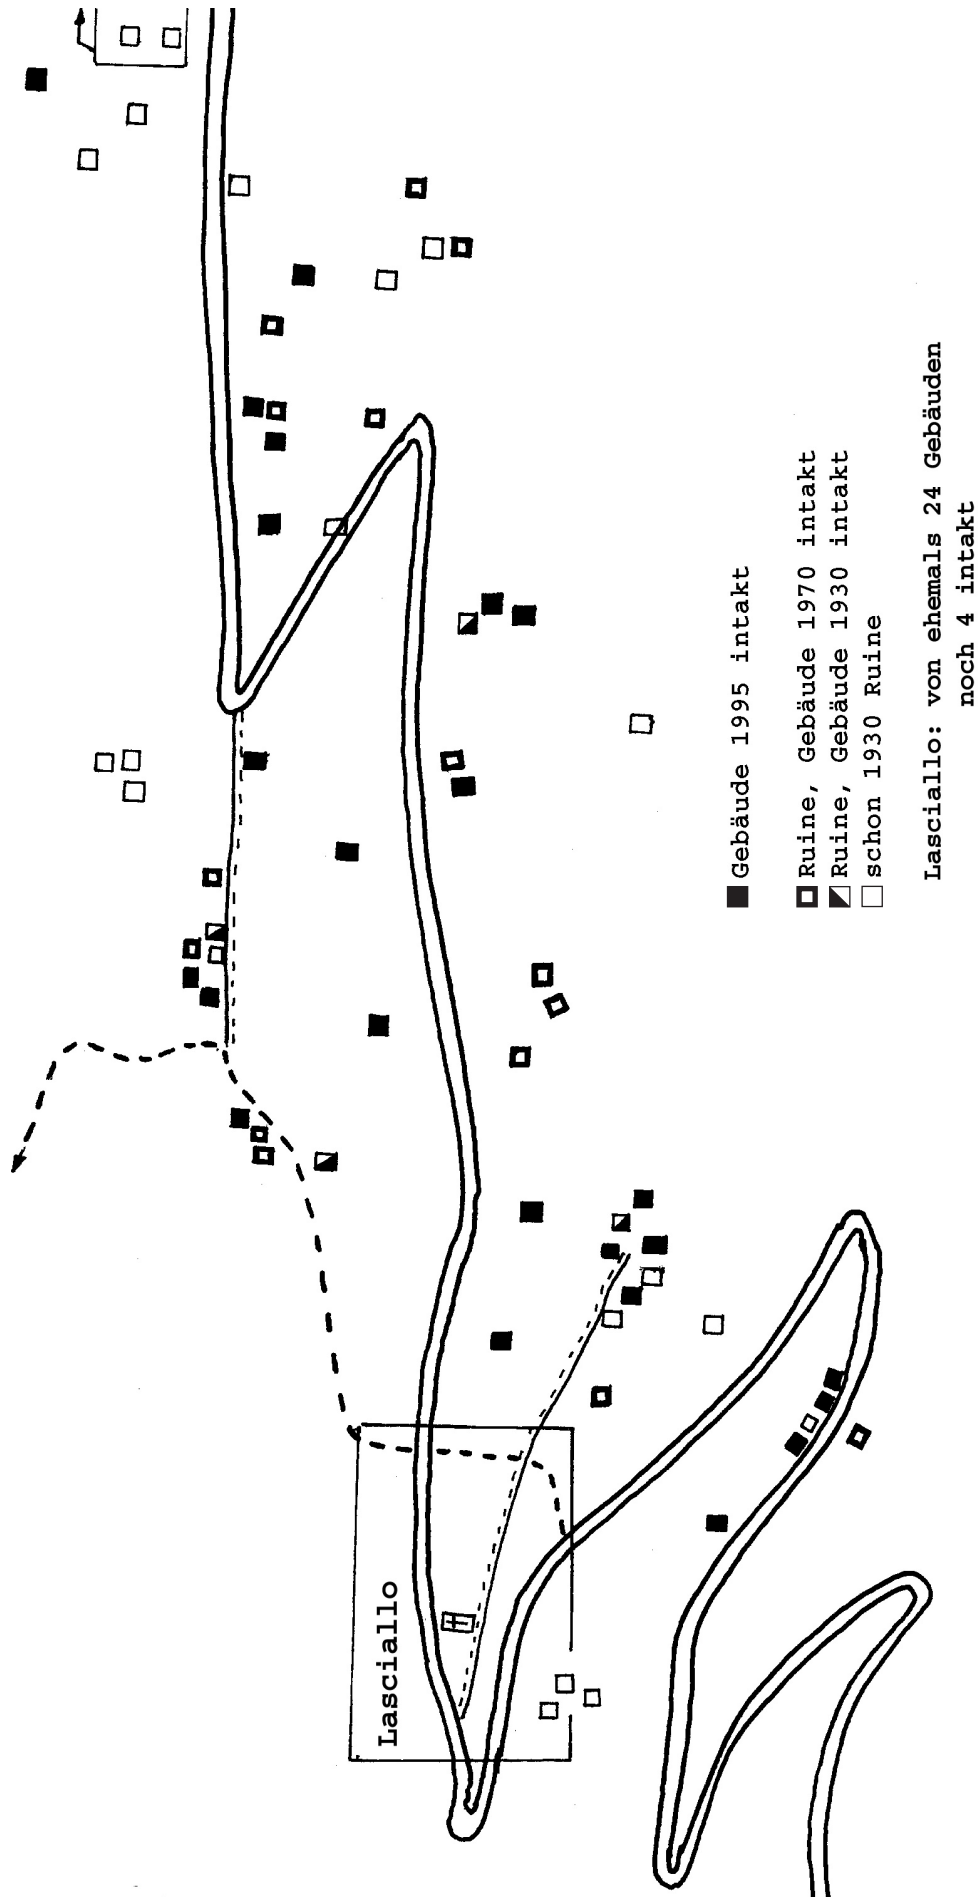 Lasciallo
Gebäude 1995 intakt
Ruine, Gebäude 1970 intakt
Ruine, Gebäude 1930 intakt
schon 1930 Ruine
Lasciallo: von ehemals 24 Gebäuden
noch 4 intakt